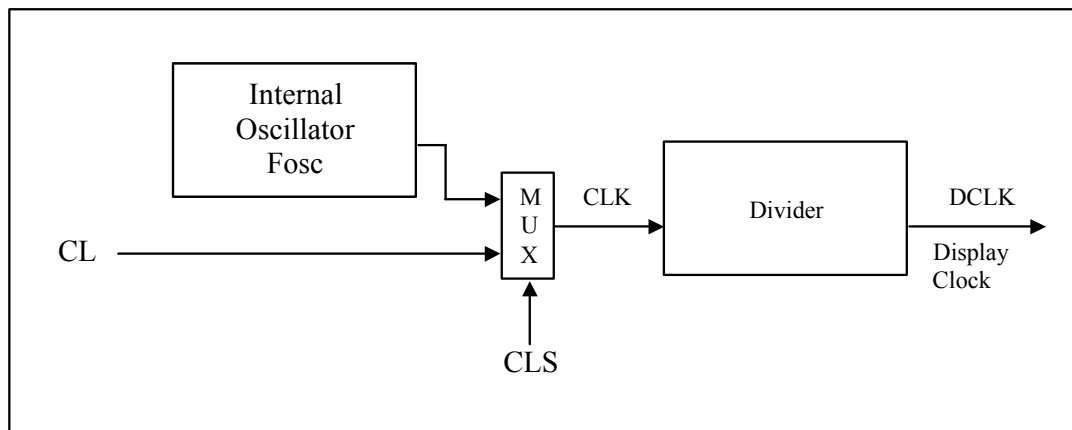 Internal
Oscillator
Fosc
M
U
X
CL
CLS
CLK
Divider
DCLK
Display
Clock